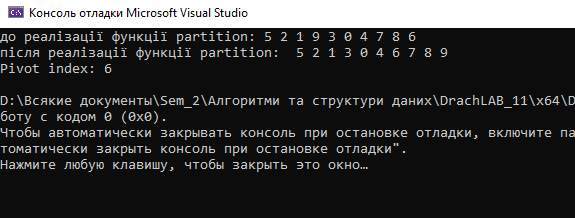 Консоль отладки Microsoft Visual Studio
до реалізації функції partition: 5 2 1 9 3 0 4 7 8 6
після реалізації функції partition:  5 2 1 3 0 4 6 7 8 9
Pivot index: 6
D:\Всякие документы\Sem_2\Алгоритми та структури даних\DrachLAB_11\x64\D
боту с кодом 0 (0x0).
Чтобы автоматически закрывать консоль при остановке отладки, включите па
томатически закрыть консоль при остановке отладки".
Нажмите любую клавишу, чтобы закрыть это окно…